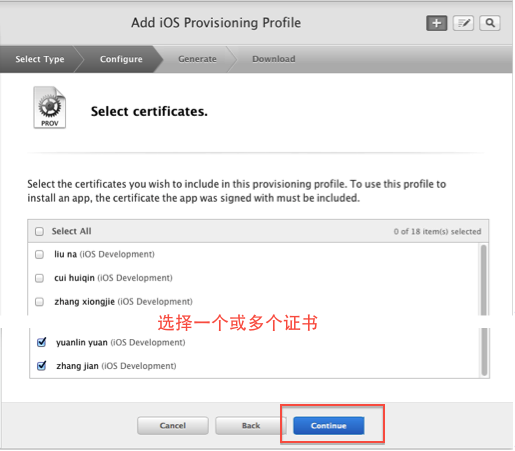 Add iOS Provisioning Profile
Select Type Configure Generate Download
PROV
Select certificates.
Select the certificates you wish to include in this provisioning profile. To use this profile to
install an app, the certificate the app was signed with must be included.
Select All 0 of 18 item(s) selected
liu na (iOS Development)
cui huiqin (iOS Development)
zhang xiongjie (iOS Development)
选择一个或多个证书
yuanlin yuan (iOS Development)
zhang jian (iOS Development)
Cancel Back Continue